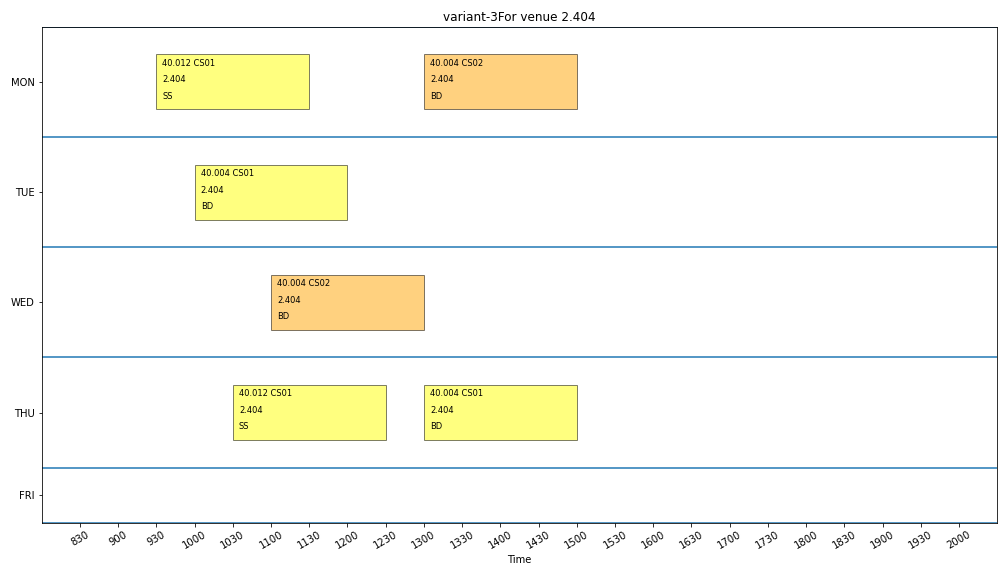 variant-3For venue 2.404
MON
40.012 CS01
2.404
SS
40.004 CS02
2.404
BD
TUE
40.004 CS01
2.404
BD
WED
40.004 CS02
2.404
BD
THU
40.012 CS01
2.404
SS
40.004 CS01
2.404
BD
FRI
830 900 930 1000 1030 1100 1130 1200 1230 1300 1330 1400 1430 1500 1530 1600 1630 1700 1730 1800 1830 1900 1930 2000
Time